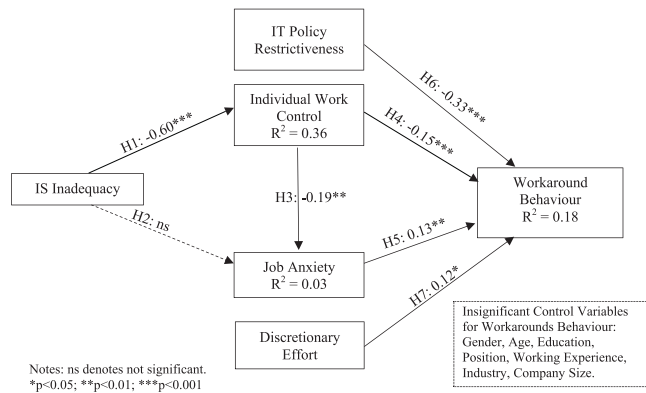 IT Policy
Restrictiveness
H6: -0.33***
Individual Work
Control
R² = 0.36
H1: -0.60***
H4: -0.15***
IS Inadequacy
Workaround
Behaviour
R² = 0.18
H3: -0.19**
H2: ns
H5: 0.13**
Job Anxiety
R² = 0.03
H7: 0.12*
Discretionary
Effort
Insignificant Control Variables
for Workarounds Behaviour:
Gender, Age, Education,
Position, Working Experience,
Industry, Company Size.
Notes: ns denotes not significant.
*p<0.05; **p<0.01; ***p<0.001